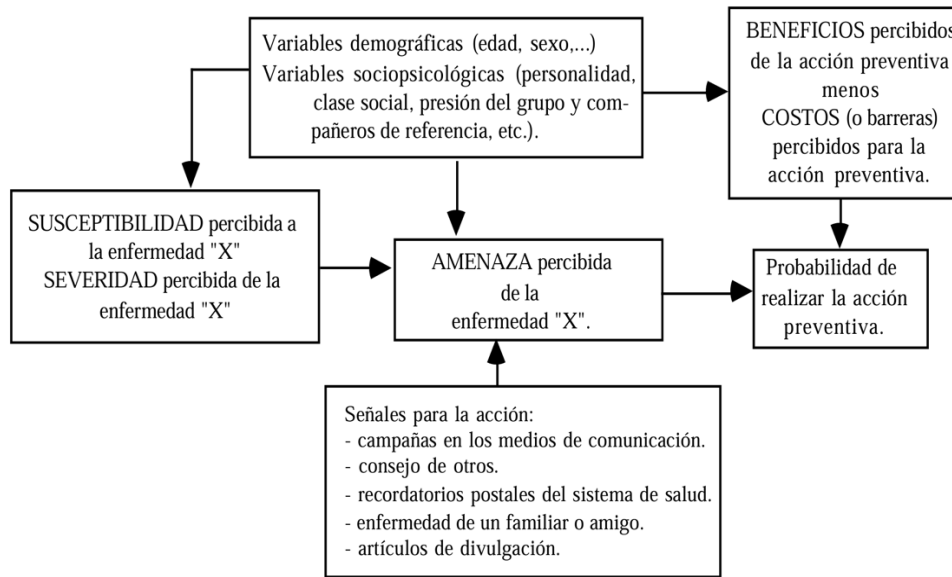 Variables demográficas (edad, sexo,...)
Variables sociopsicológicas (personalidad,
clase social, presión del grupo y com-
pañeros de referencia, etc.).
BENEFICIOS percibidos
de la acción preventiva
menos
COSTOS (o barreras)
percibidos para la
acción preventiva.
SUSCEPTIBILIDAD percibida a
la enfermedad "X"
SEVERIDAD percibida de la
enfermedad "X"
AMENAZA percibida
de la
enfermedad "X".
Probabilidad de
realizar la acción
preventiva.
Señales para la acción:
- campañas en los medios de comunicación.
- consejo de otros.
- recordatorios postales del sistema de salud.
- enfermedad de un familiar o amigo.
- artículos de divulgación.